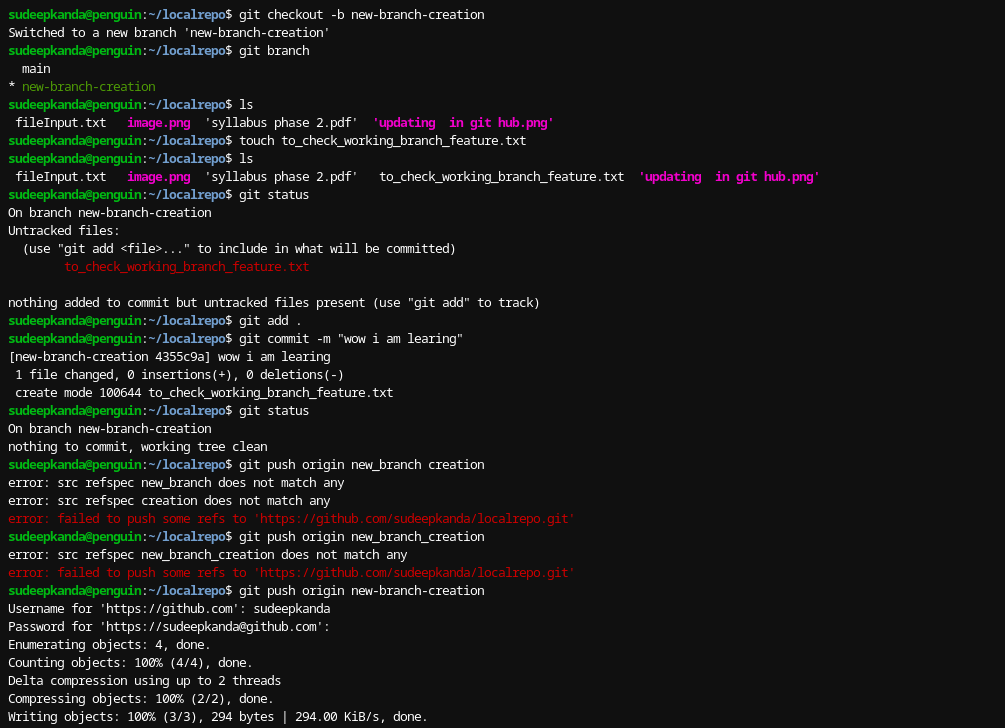 sudeepkanda@penguin:~/localrepo$ git checkout -b new-branch-creation
Switched to a new branch 'new-branch-creation'
sudeepkanda@penguin:~/localrepo$ git branch
  main
* new-branch-creation
sudeepkanda@penguin:~/localrepo$ ls
 fileInput.txt   image.png  'syllabus phase 2.pdf'  'updating  in git hub.png'
sudeepkanda@penguin:~/localrepo$ touch to_check_working_branch_feature.txt
sudeepkanda@penguin:~/localrepo$ ls
 fileInput.txt   image.png  'syllabus phase 2.pdf'   to_check_working_branch_feature.txt  'updating  in git hub.png'
sudeepkanda@penguin:~/localrepo$ git status
On branch new-branch-creation
Untracked files:
  (use "git add <file>..." to include in what will be committed)
        to_check_working_branch_feature.txt

nothing added to commit but untracked files present (use "git add" to track)
sudeepkanda@penguin:~/localrepo$ git add .
sudeepkanda@penguin:~/localrepo$ git commit -m "wow i am learing"
[new-branch-creation 4355c9a] wow i am learing
 1 file changed, 0 insertions(+), 0 deletions(-)
 create mode 100644 to_check_working_branch_feature.txt
sudeepkanda@penguin:~/localrepo$ git status
On branch new-branch-creation
nothing to commit, working tree clean
sudeepkanda@penguin:~/localrepo$ git push origin new_branch creation
error: src refspec new_branch does not match any
error: src refspec creation does not match any
error: failed to push some refs to 'https://github.com/sudeepkanda/localrepo.git'
sudeepkanda@penguin:~/localrepo$ git push origin new_branch_creation
error: src refspec new_branch_creation does not match any
error: failed to push some refs to 'https://github.com/sudeepkanda/localrepo.git'
sudeepkanda@penguin:~/localrepo$ git push origin new-branch-creation
Username for 'https://github.com': sudeepkanda
Password for 'https://sudeepkanda@github.com':
Enumerating objects: 4, done.
Counting objects: 100% (4/4), done.
Delta compression using up to 2 threads
Compressing objects: 100% (2/2), done.
Writing objects: 100% (3/3), 294 bytes | 294.00 KiB/s, done.